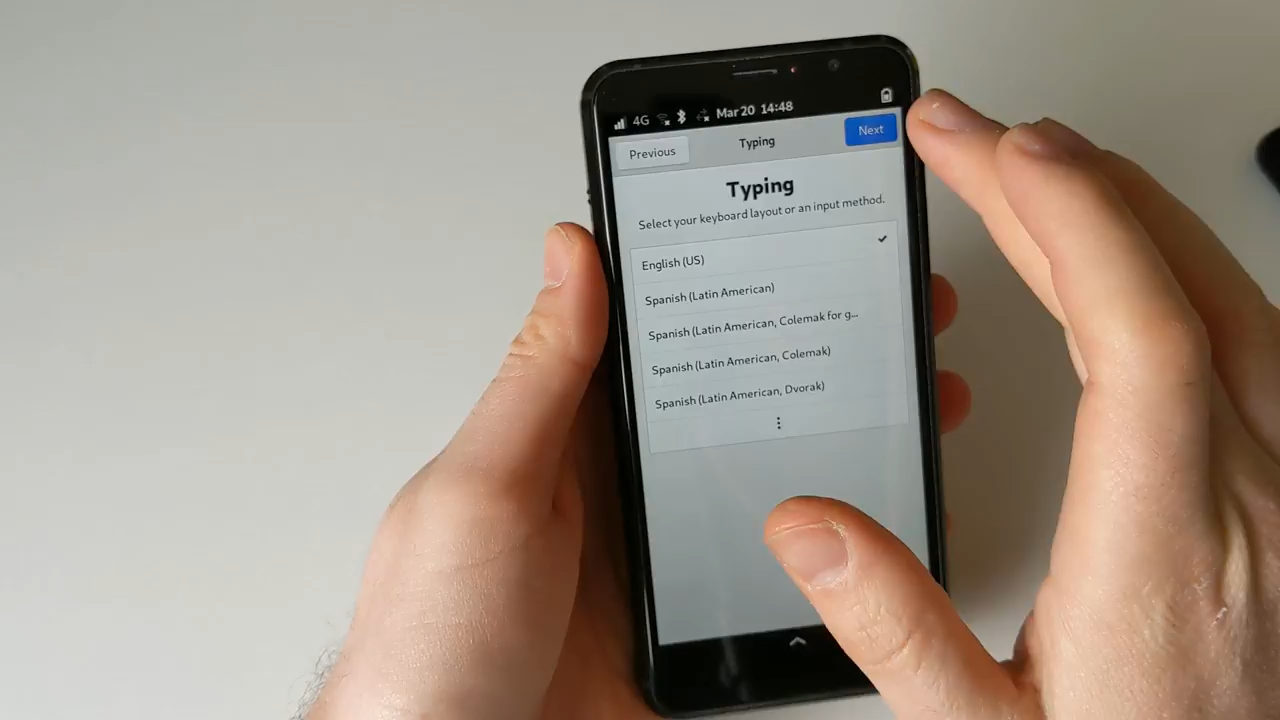 4G Mar 20 14:48
Previous Typing Next
Typing
Select your keyboard layout or an input method.
English (US)
Spanish (Latin American)
Spanish (Latin American, Colemak for g...
Spanish (Latin American, Colemak)
Spanish (Latin American, Dvorak)